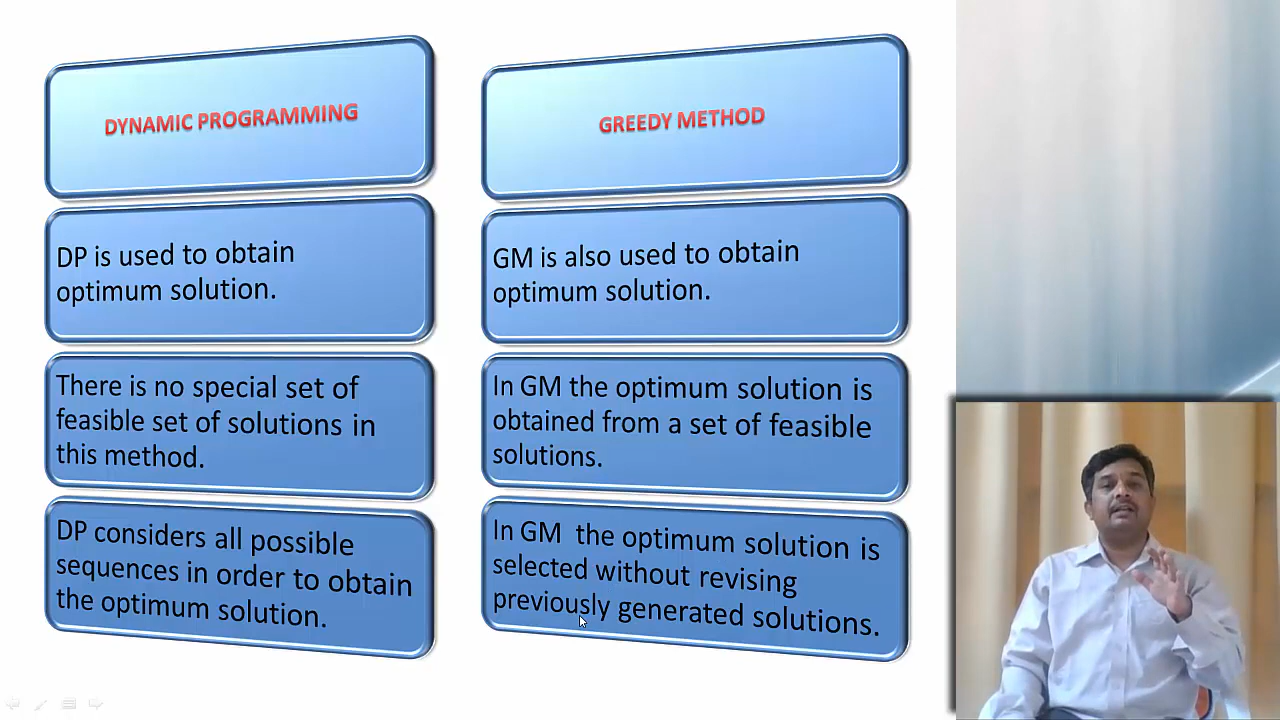 DYNAMIC PROGRAMMING
DP is used to obtain
optimum solution.
There is no special set of
feasible set of solutions in
this method.
DP considers all possible
sequences in order to obtain
the optimum solution.
GREEDY METHOD
GM is also used to obtain
optimum solution.
In GM the optimum solution is
obtained from a set of feasible
solutions.
In GM  the optimum solution is
selected without revising
previously generated solutions.